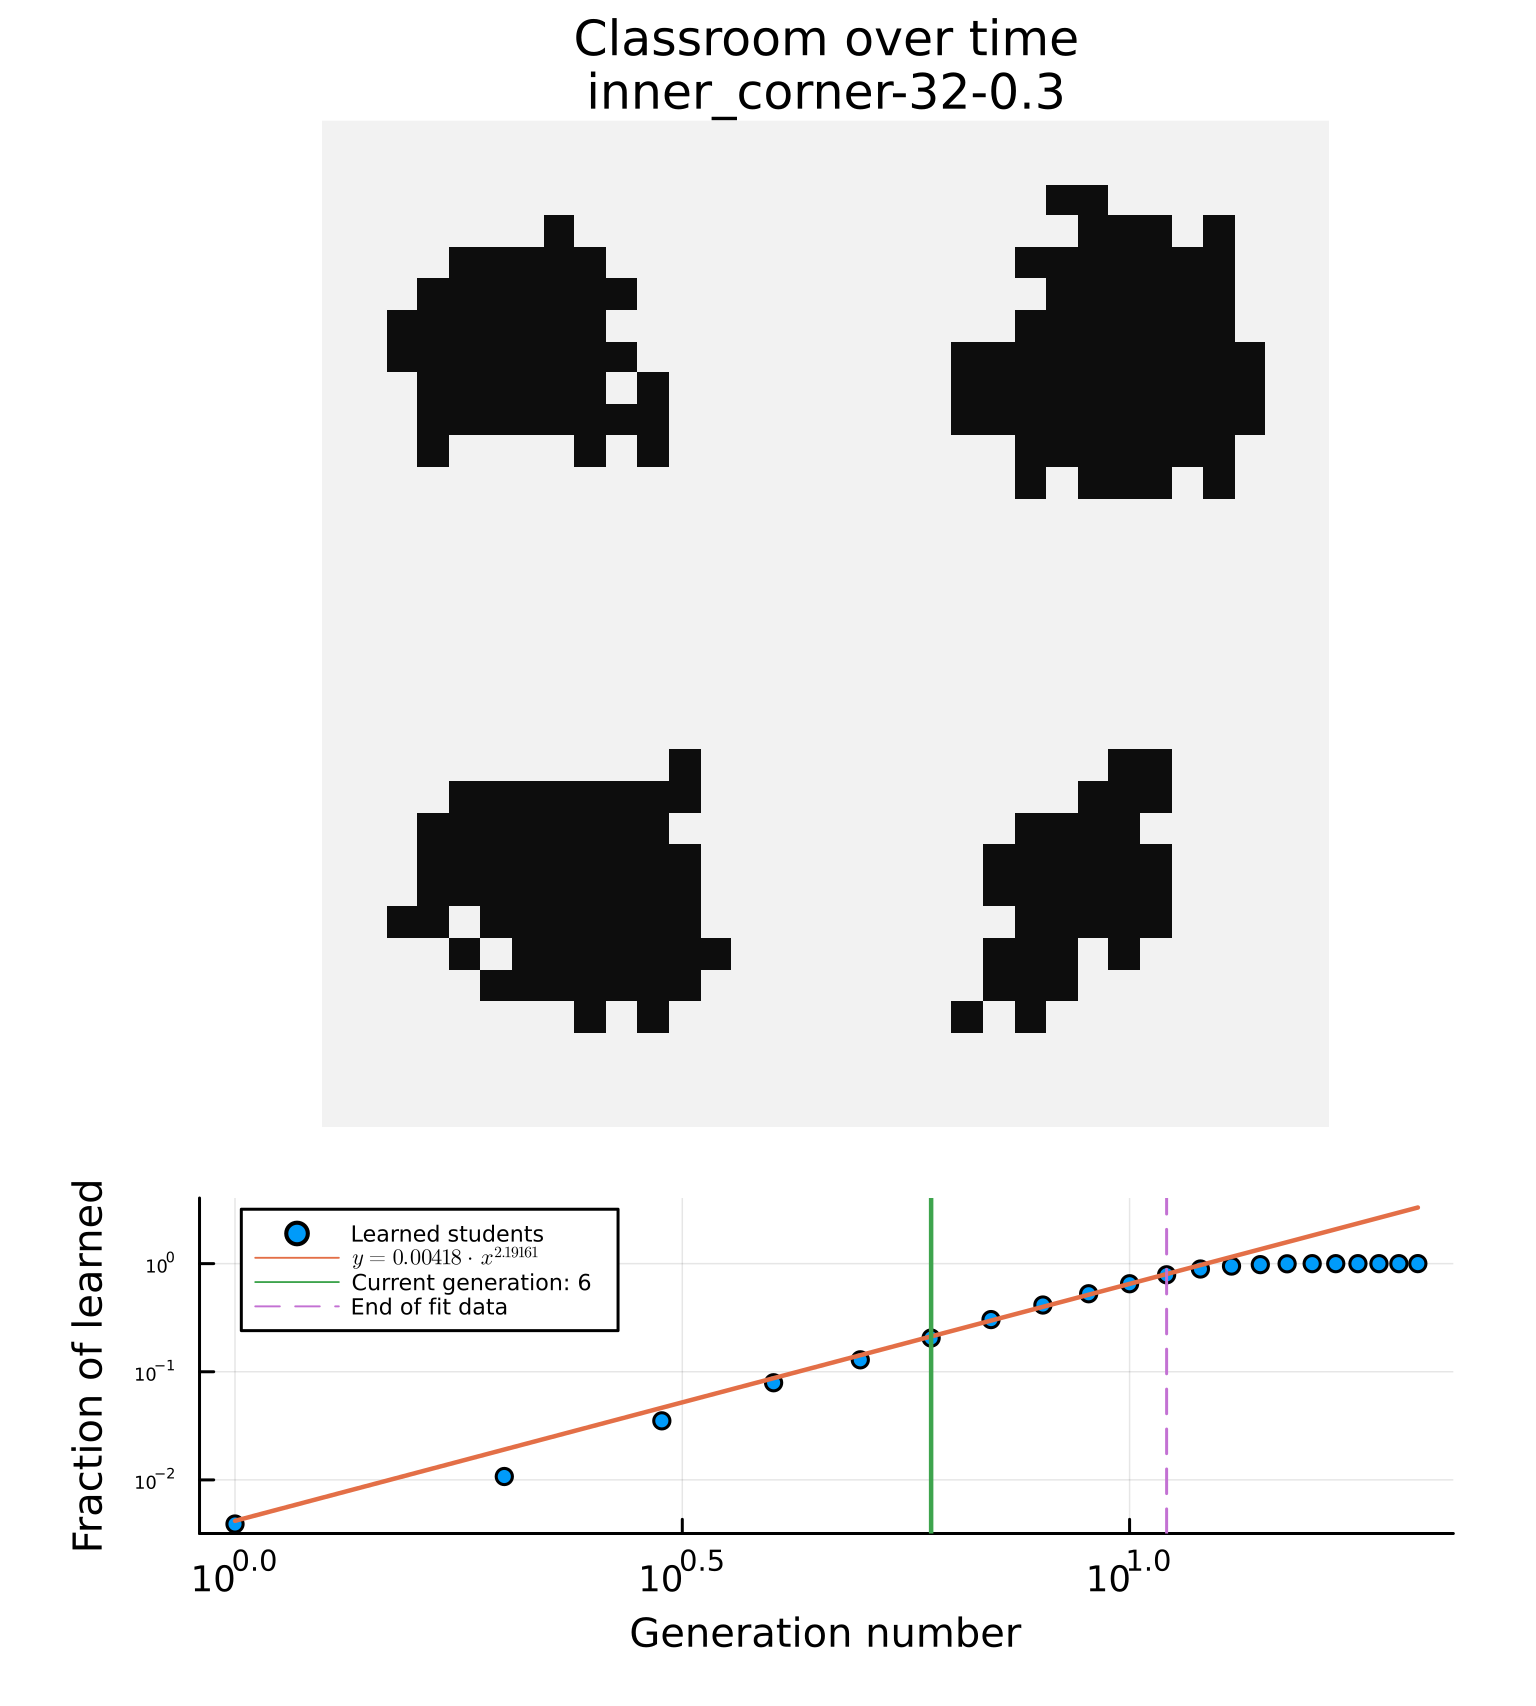 Classroom over time
inner_corner-32-0.3
Fraction of learned
10⁰
10⁻¹
10⁻²
Learned students
y = 0.00418 · x^2.19161
Current generation: 6
End of fit data
10^0.0
10^0.5
10^1.0
Generation number